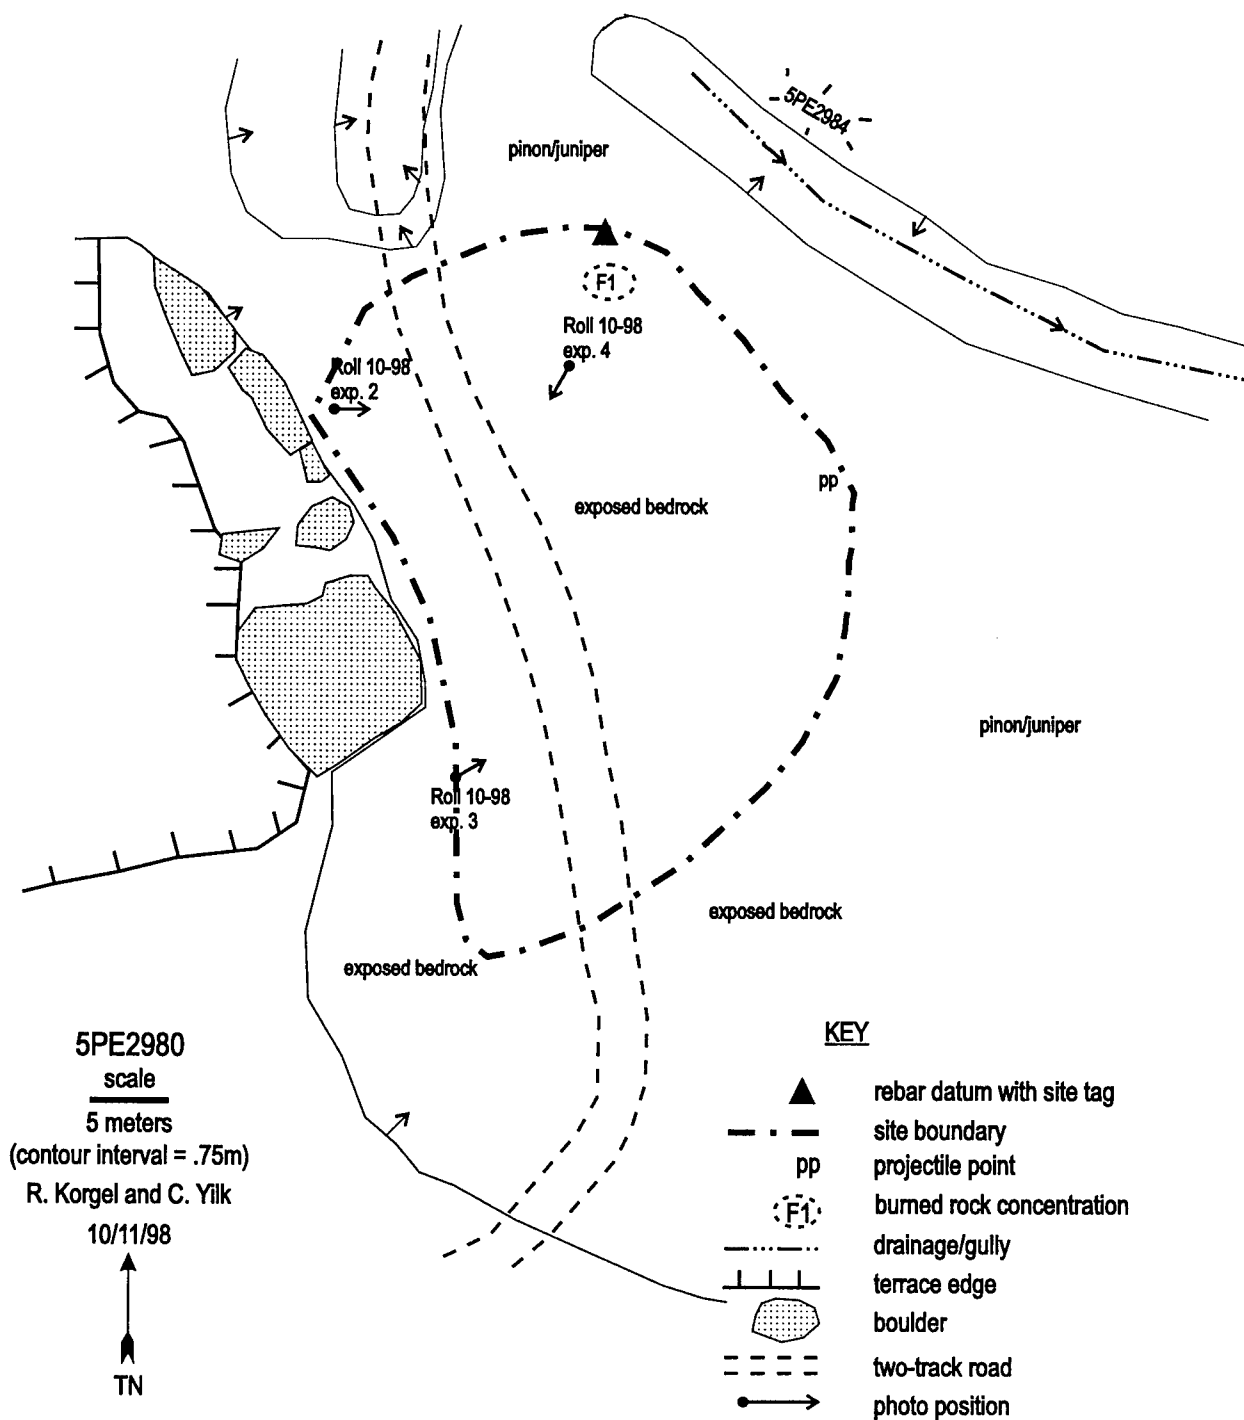 5PE2984
pinon/juniper
F1
Roll 10-98
exp. 4
Roll 10-98
exp. 2
pp
exposed bedrock
pinon/juniper
Roll 10-98
exp. 3
exposed bedrock
exposed bedrock
5PE2980
scale
5 meters
(contour interval = .75m)
R. Korgel and C. Yilk
10/11/98
TN
KEY
rebar datum with site tag
site boundary
pp projectile point
F1 burned rock concentration
drainage/gully
terrace edge
boulder
two-track road
photo position